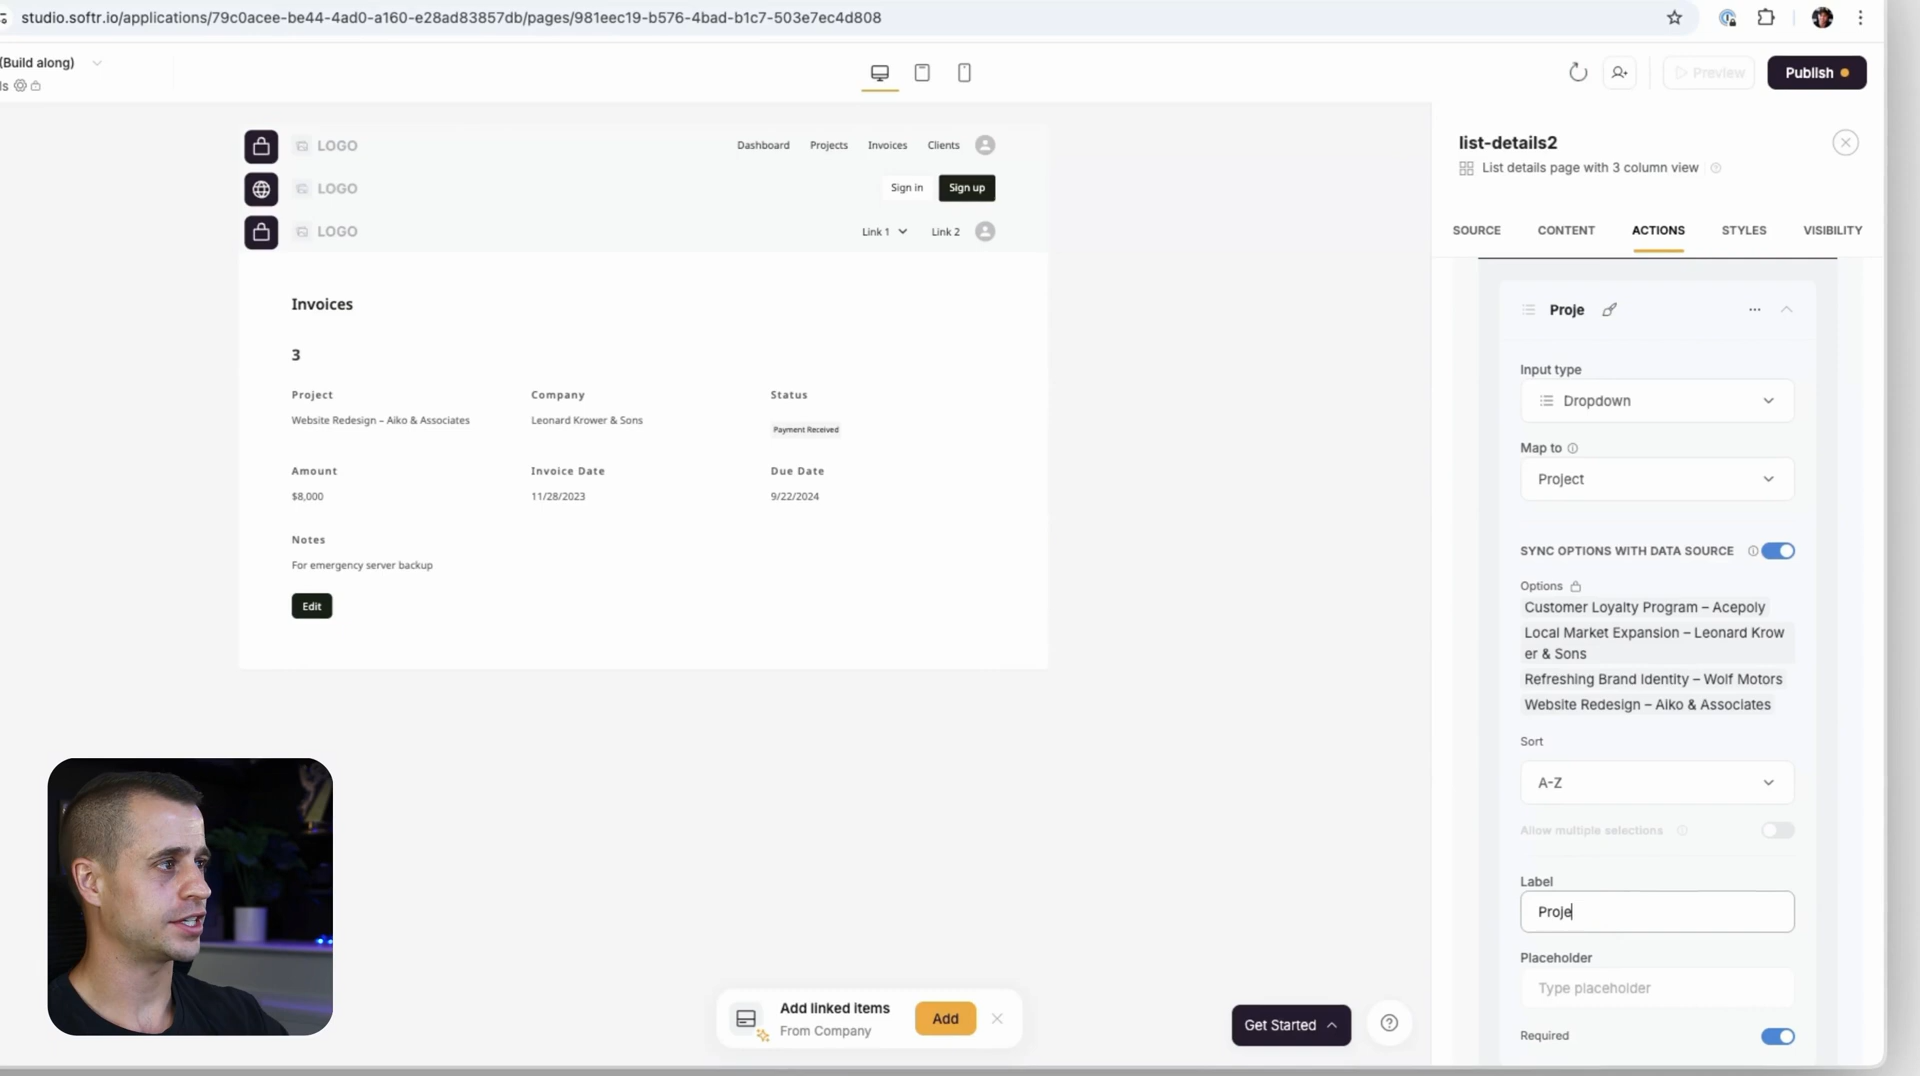 studio.softr.io/applications/79c0acee-be44-4ad0-a160-e28ad83857db/pages/981eec19-b576-4bad-b1c7-503e7ec4d808
(Build along)
ls
Preview
Publish
LOGO
Dashboard Projects Invoices Clients
LOGO
Sign in Sign up
LOGO
Link 1 Link 2
Invoices
3
Project Company Status
Website Redesign – Aiko & Associates Leonard Krower & Sons Payment Received
Amount Invoice Date Due Date
$8,000 11/28/2023 9/22/2024
Notes
For emergency server backup
Edit
Add linked items
From Company
Add
Get Started
list-details2
List details page with 3 column view
SOURCE CONTENT ACTIONS STYLES VISIBILITY
Proje
Input type
Dropdown
Map to
Project
SYNC OPTIONS WITH DATA SOURCE
Options
Customer Loyalty Program – Acepoly
Local Market Expansion – Leonard Krow
er & Sons
Refreshing Brand Identity – Wolf Motors
Website Redesign – Aiko & Associates
Sort
A-Z
Allow multiple selections
Label
Proje
Placeholder
Type placeholder
Required